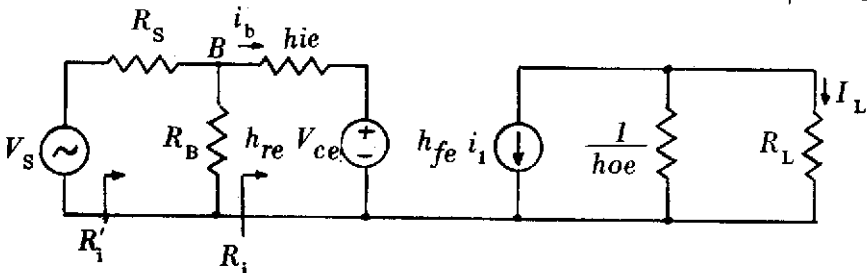 R_S
B
i_b
hie
I_L
V_S
R_B
h_re V_ce
+
−
h_fe i_1
1
hoe
R_L
R_i'
R_i